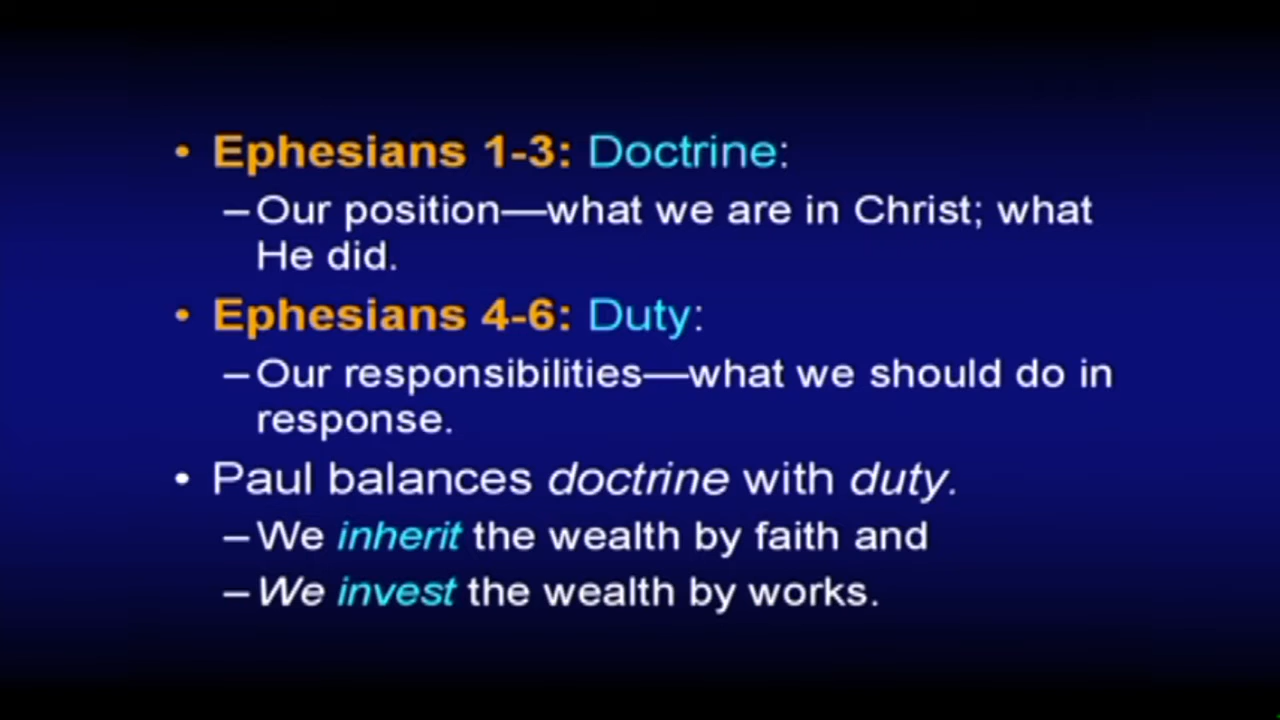 • Ephesians 1-3: Doctrine:
–Our position—what we are in Christ; what
He did.
• Ephesians 4-6: Duty:
–Our responsibilities—what we should do in
response.
• Paul balances doctrine with duty.
–We inherit the wealth by faith and
–We invest the wealth by works.